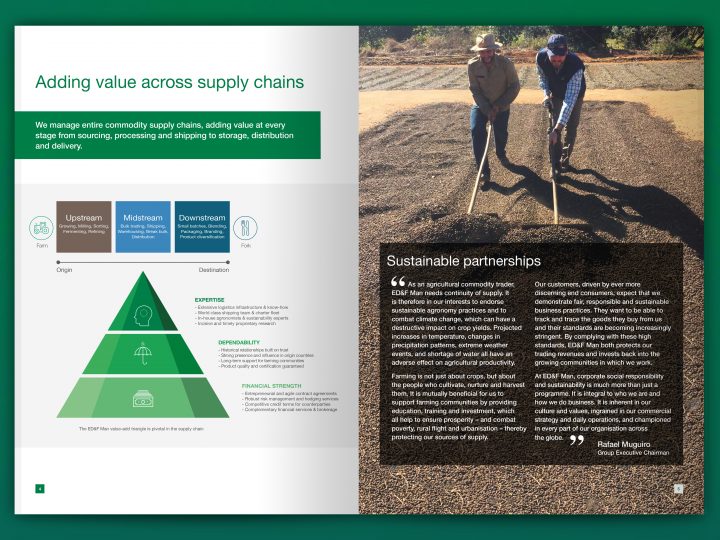 Adding value across supply chains
We manage entire commodity supply chains, adding value at every
stage from sourcing, processing and shipping to storage, distribution
and delivery.
Farm
Upstream
Growing, Milling, Sorting,
Fermenting, Refining
Midstream
Bulk trading, Shipping,
Warehousing, Break bulk,
Distribution
Downstream
Small batches, Blending,
Packaging, Branding,
Product diversification
Fork
Origin
Destination
EXPERTISE
- Extensive logistics infrastructure & know-how
- World class shipping team & charter fleet
- In-house agronomists & sustainability experts
- Incisive and timely proprietary research
DEPENDABILITY
- Historical relationships built on trust
- Strong presence and influence in origin countries
- Long-term support for farming communities
- Product quality and certification guaranteed
FINANCIAL STRENGTH
- Entrepreneurial and agile contract agreements
- Robust risk management and hedging services
- Competitive credit terms for counterparties
- Complimentary financial services & brokerage
The ED&F Man value-add triangle is pivotal in the supply chain
4
Sustainable partnerships
“ As an agricultural commodity trader,
ED&F Man needs continuity of supply. It
is therefore in our interests to endorse
sustainable agronomy practices and to
combat climate change, which can have a
destructive impact on crop yields. Projected
increases in temperature, changes in
precipitation patterns, extreme weather
events, and shortage of water all have an
adverse effect on agricultural productivity.
Farming is not just about crops, but about
the people who cultivate, nurture and harvest
them. It is mutually beneficial for us to
support farming communities by providing
education, training and investment, which
all help to ensure prosperity – and combat
poverty, rural flight and urbanisation – thereby
protecting our sources of supply.
Our customers, driven by ever more
discerning end consumers, expect that we
demonstrate fair, responsible and sustainable
business practices. They want to be able to
track and trace the goods they buy from us
and their standards are becoming increasingly
stringent. By complying with these high
standards, ED&F Man both protects our
trading revenues and invests back into the
growing communities in which we work.
At ED&F Man, corporate social responsibility
and sustainability is much more than just a
programme. It is integral to who we are and
how we do business. It is inherent in our
culture and values, ingrained in our commercial
strategy and daily operations, and championed
in every part of our organisation across
the globe. ”
Rafael Muguiro
Group Executive Chairman
5